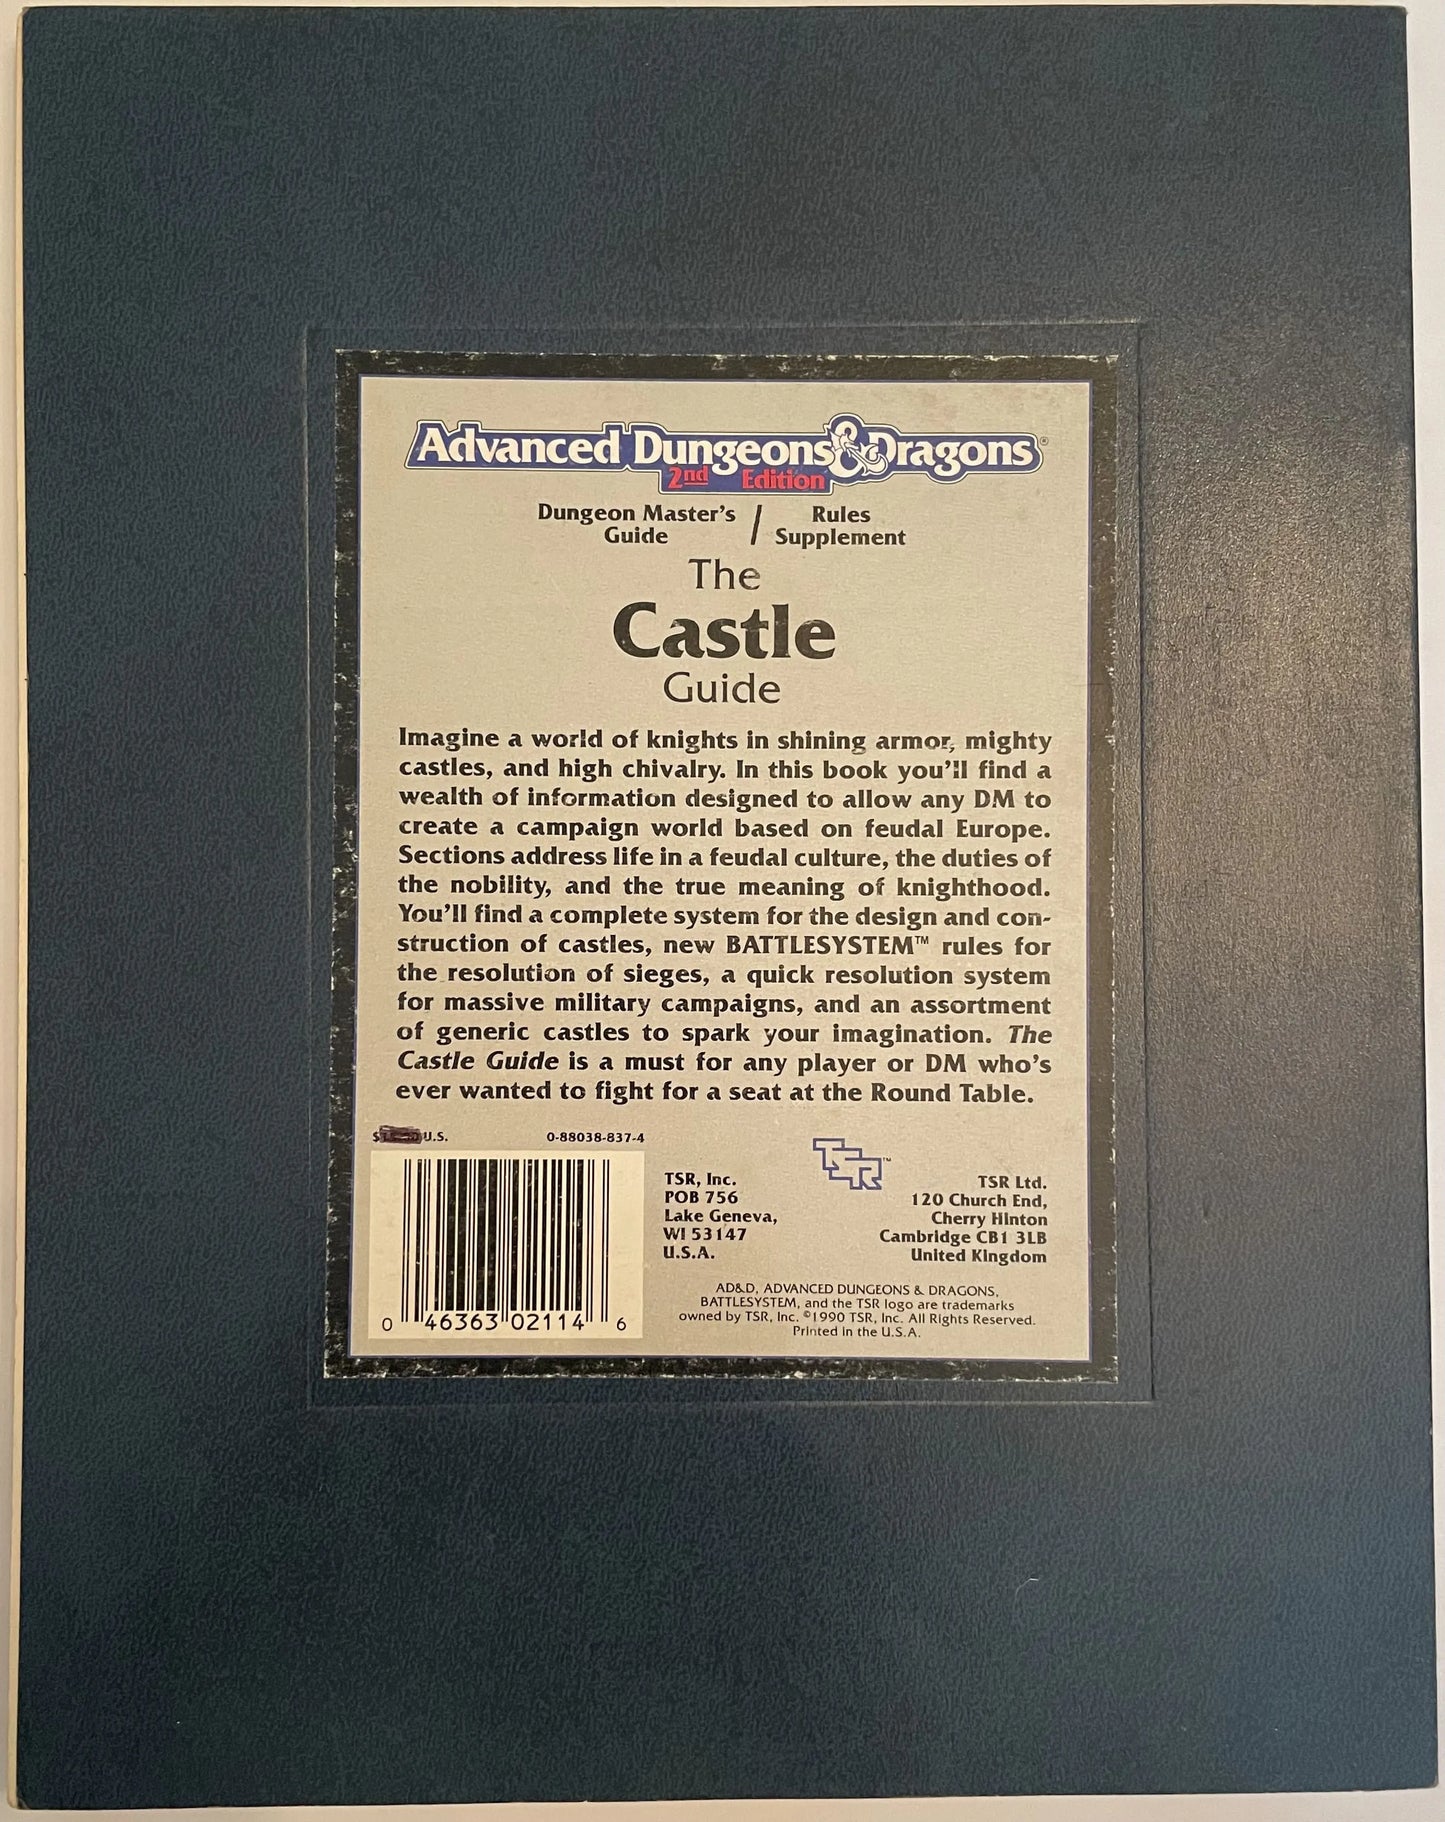 Advanced Dungeons & Dragons®
2nd Edition
Dungeon Master's Guide / Rules Supplement
The
Castle
Guide
Imagine a world of knights in shining armor, mighty
castles, and high chivalry. In this book you'll find a
wealth of information designed to allow any DM to
create a campaign world based on feudal Europe.
Sections address life in a feudal culture, the duties of
the nobility, and the true meaning of knighthood.
You'll find a complete system for the design and con-
struction of castles, new BATTLESYSTEM™ rules for
the resolution of sieges, a quick resolution system
for massive military campaigns, and an assortment
of generic castles to spark your imagination. The
Castle Guide is a must for any player or DM who's
ever wanted to fight for a seat at the Round Table.
$ U.S.
0-88038-837-4
0 46363 02114 6
TSR, Inc.
POB 756
Lake Geneva,
WI 53147
U.S.A.
TSR™
TSR Ltd.
120 Church End,
Cherry Hinton
Cambridge CB1 3LB
United Kingdom
AD&D, ADVANCED DUNGEONS & DRAGONS,
BATTLESYSTEM, and the TSR logo are trademarks
owned by TSR, Inc. ©1990 TSR, Inc. All Rights Reserved.
Printed in the U.S.A.